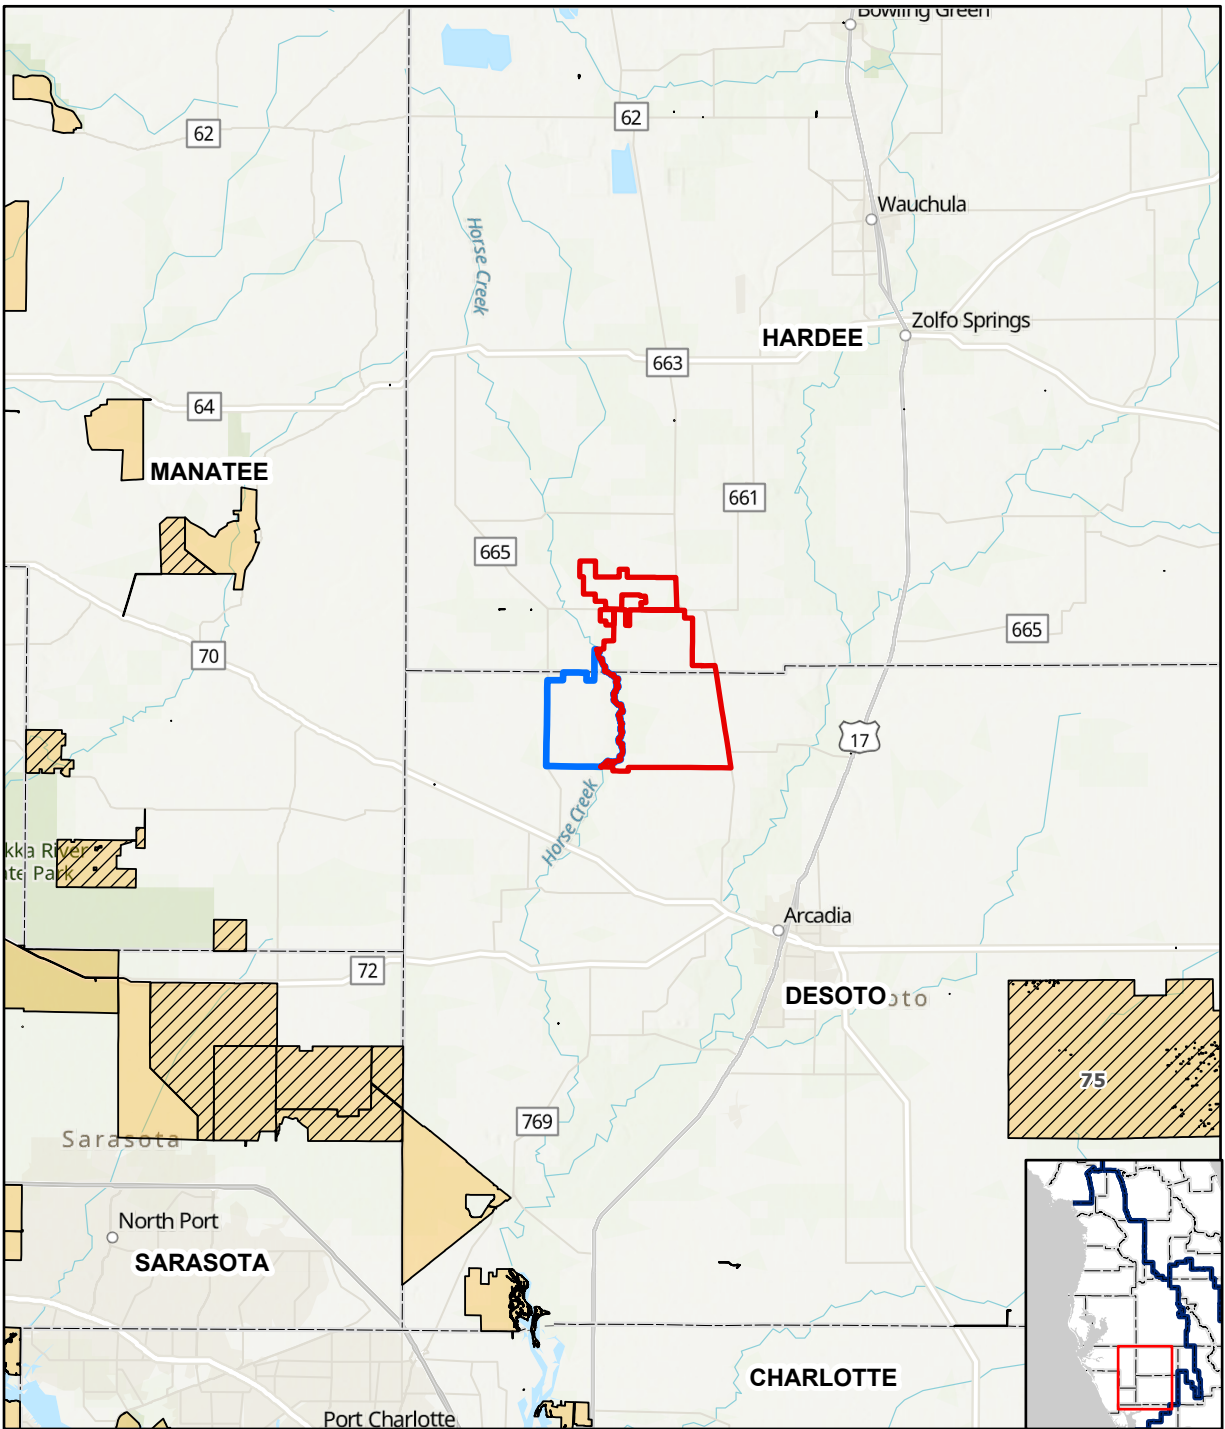 Bowling Green
62
62
Wauchula
Horse Creek
Zolfo Springs
HARDEE
663
64
MANATEE
661
665
665
70
17
Horse Creek
kka River
ate Park
Arcadia
72
DESOTO
oto
75
769
Sarasota
North Port
SARASOTA
CHARLOTTE
Port Charlotte